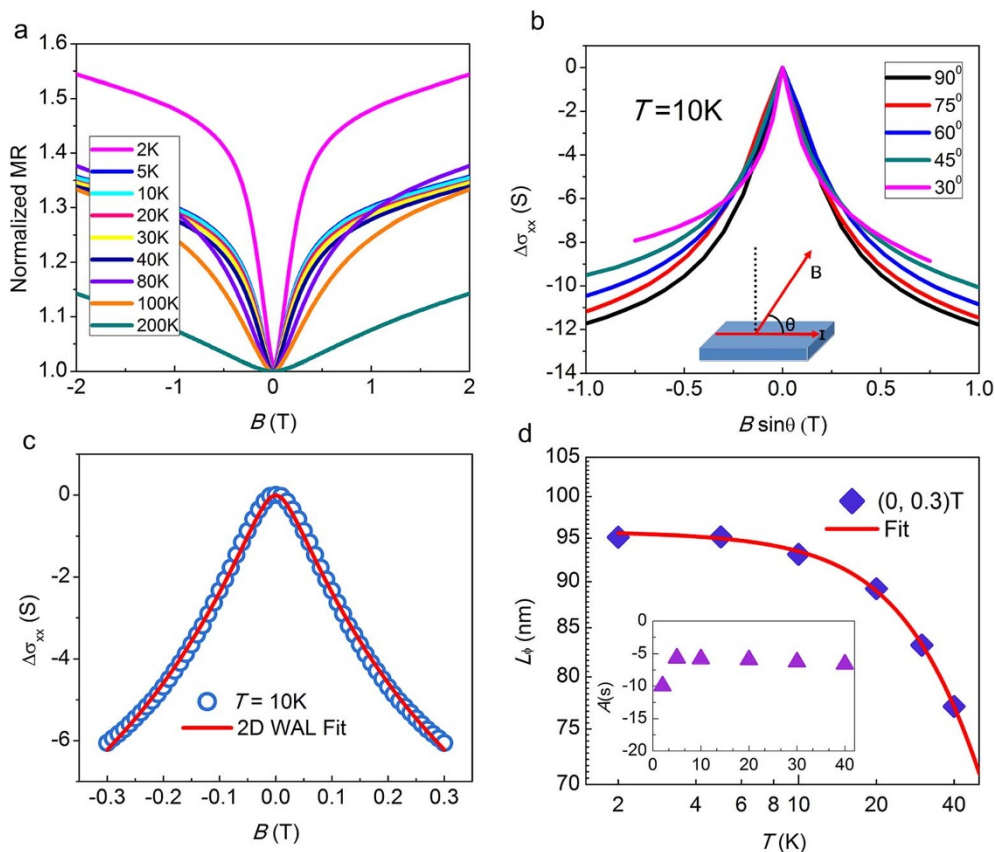 a
1.6
1.5
1.4
1.3
1.2
1.1
1.0
Normalized MR
2K
5K
10K
20K
30K
40K
80K
100K
200K
-2
-1
0
1
2
B (T)
b
0
-2
-4
-6
-8
-10
-12
-14
Δσxx (S)
T =10K
90⁰
75⁰
60⁰
45⁰
30⁰
B
θ
I
-1.0
-0.5
0.0
0.5
1.0
B sinθ (T)
c
0
-2
-4
-6
Δσxx (S)
T = 10K
2D WAL Fit
-0.3
-0.2
-0.1
0.0
0.1
0.2
0.3
B (T)
d
105
100
95
90
85
80
75
70
Lϕ (nm)
(0, 0.3)T
Fit
0
-5
-10
-15
-20
A(s)
0
10
20
30
40
2
4
6
8
10
20
40
T (K)